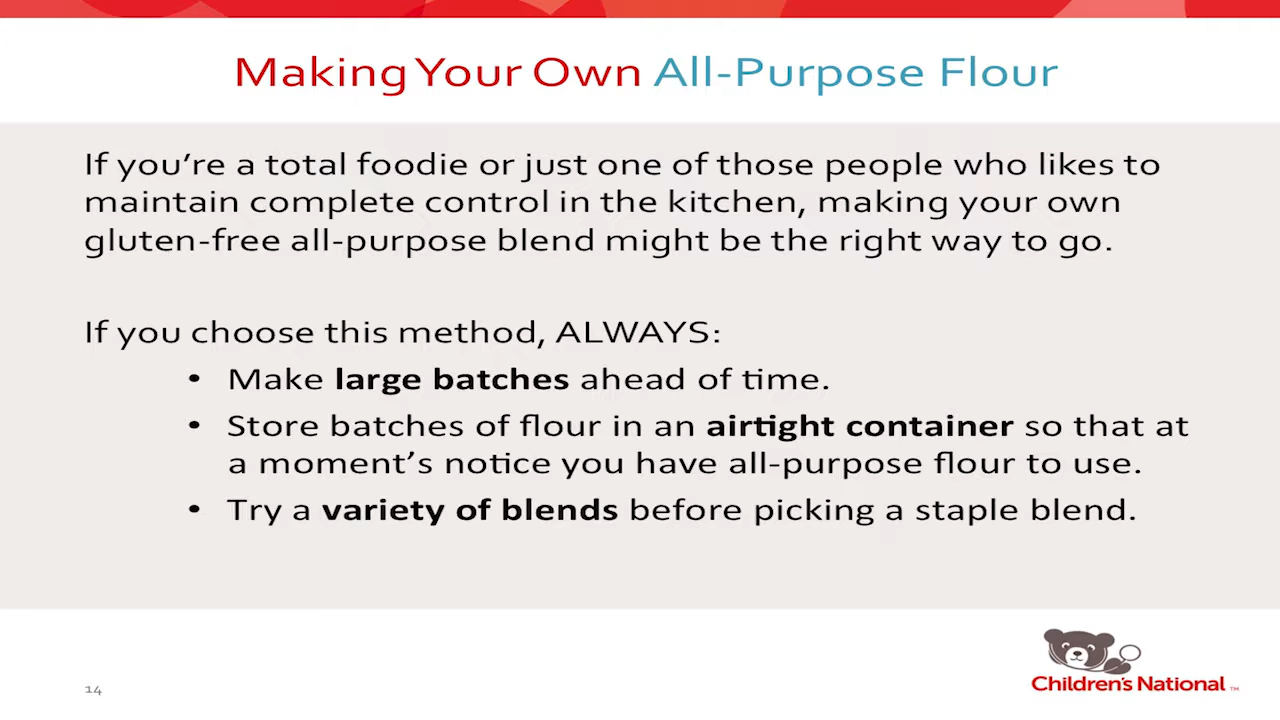 Making Your Own All-Purpose Flour
If you’re a total foodie or just one of those people who likes to
maintain complete control in the kitchen, making your own
gluten-free all-purpose blend might be the right way to go.
If you choose this method, ALWAYS:
• Make large batches ahead of time.
• Store batches of flour in an airtight container so that at
a moment’s notice you have all-purpose flour to use.
• Try a variety of blends before picking a staple blend.
14
Children’s National ™